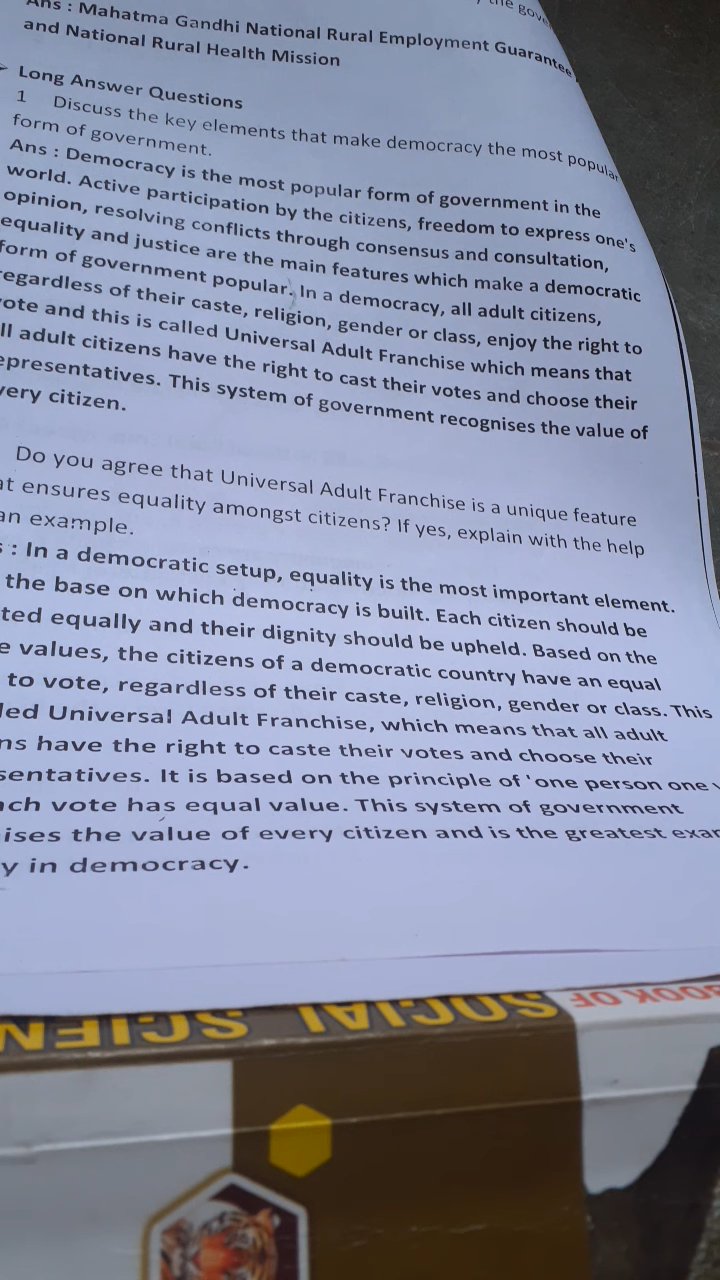 the gove
Ans : Mahatma Gandhi National Rural Employment Guarantee
and National Rural Health Mission
Long Answer Questions
1 Discuss the key elements that make democracy the most popular
form of government.
Ans : Democracy is the most popular form of government in the
world. Active participation by the citizens, freedom to express one's
opinion, resolving conflicts through consensus and consultation,
equality and justice are the main features which make a democratic
form of government popular. In a democracy, all adult citizens,
regardless of their caste, religion, gender or class, enjoy the right to
vote and this is called Universal Adult Franchise which means that
ll adult citizens have the right to cast their votes and choose their
epresentatives. This system of government recognises the value of
very citizen.
Do you agree that Universal Adult Franchise is a unique feature
at ensures equality amongst citizens? If yes, explain with the help
an example.
s : In a democratic setup, equality is the most important element.
the base on which democracy is built. Each citizen should be
ted equally and their dignity should be upheld. Based on the
e values, the citizens of a democratic country have an equal
to vote, regardless of their caste, religion, gender or class. This
led Universal Adult Franchise, which means that all adult
ns have the right to caste their votes and choose their
sentatives. It is based on the principle of 'one person one v
ch vote has equal value. This system of government
ises the value of every citizen and is the greatest exam
y in democracy.
BOOK OF
SOCIAL SCIEN